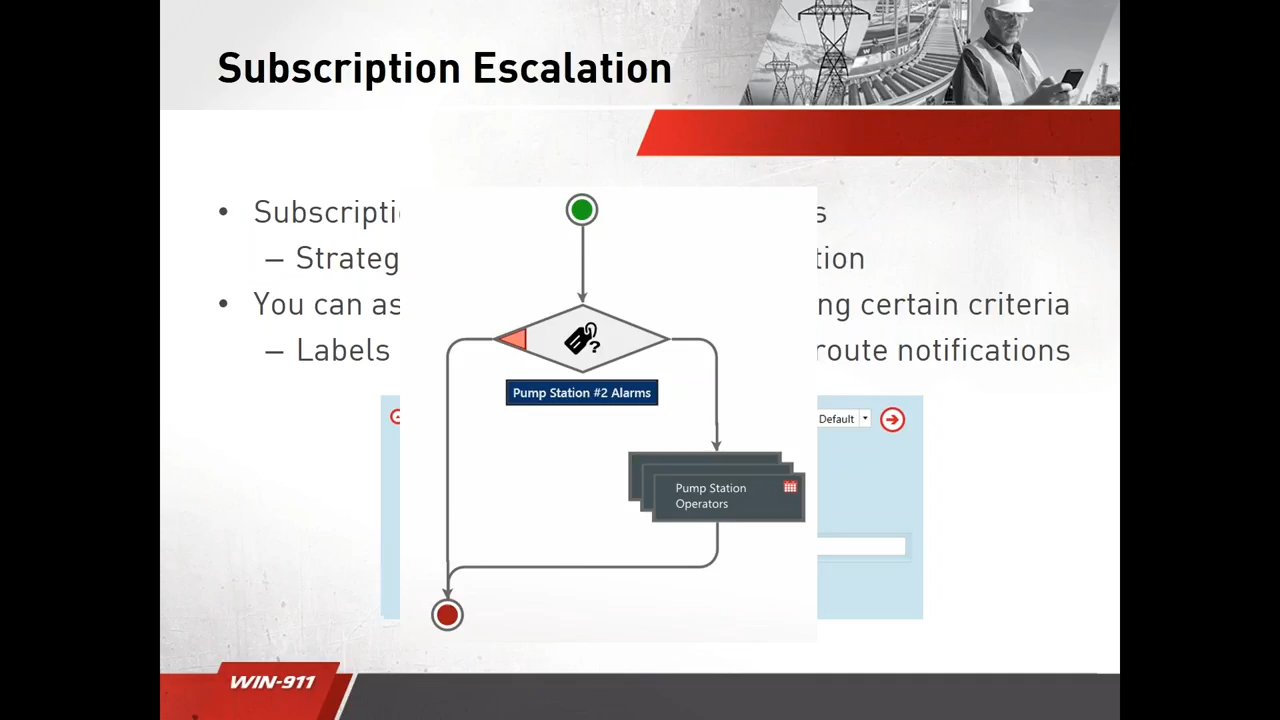 Subscription Escalation
• s
– Strateg tion
• You can as ng certain criteria
– Labels route notifications
Pump Station #2 Alarms
Default
Pump Station
Operators
WIN-911